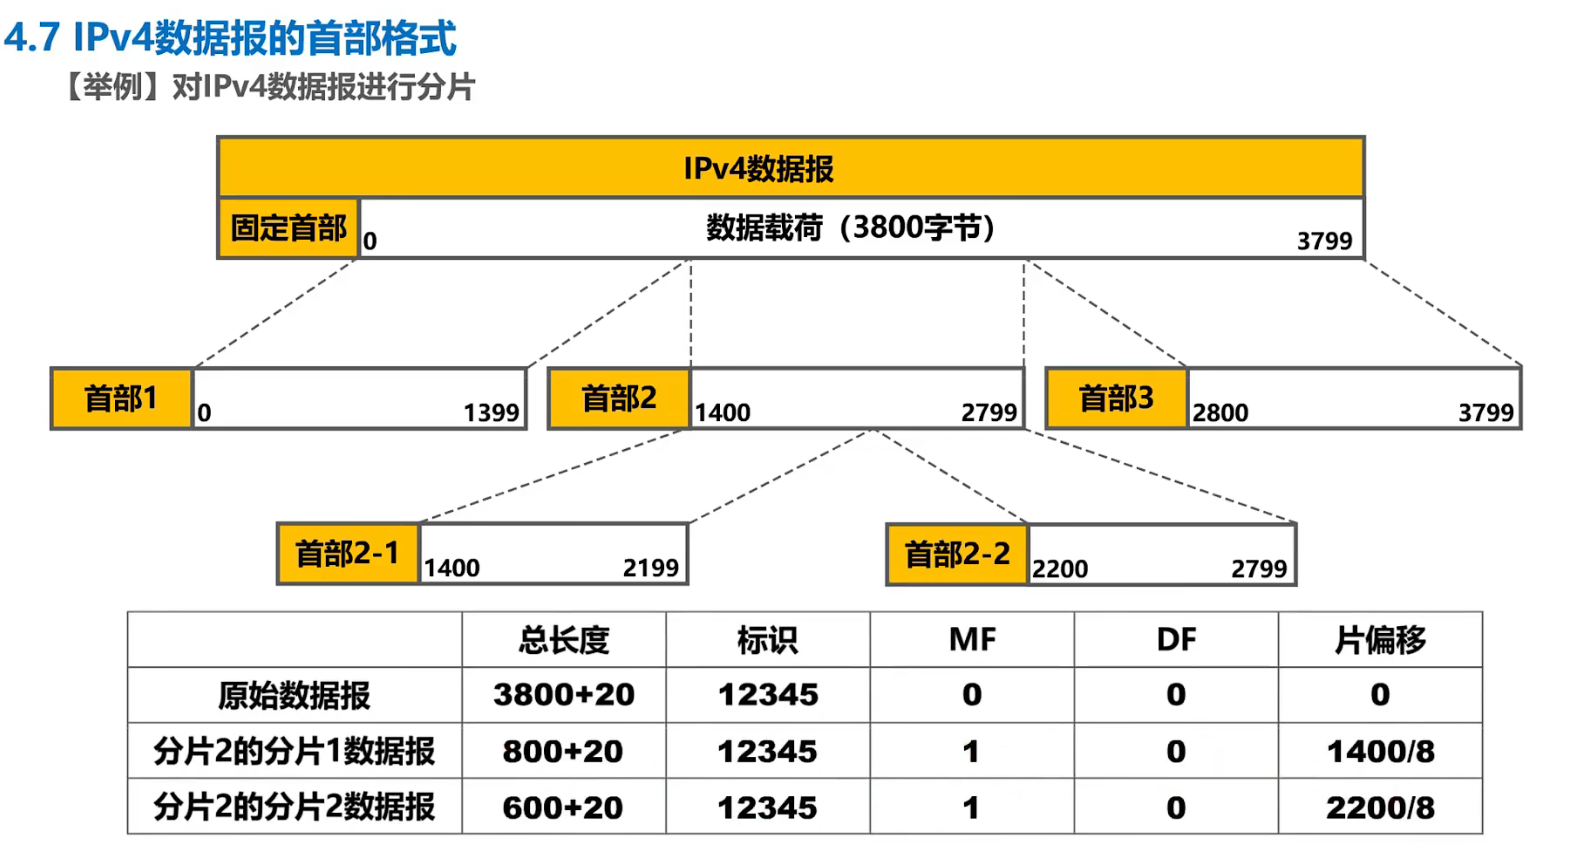 4.7 IPv4数据报的首部格式
【举例】对IPv4数据报进行分片
IPv4数据报
固定首部 0 数据载荷（3800字节） 3799
首部1 0 1399 首部2 1400 2799 首部3 2800 3799
首部2-1 1400 2199 首部2-2 2200 2799
总长度 标识 MF DF 片偏移
原始数据报 3800+20 12345 0 0 0
分片2的分片1数据报 800+20 12345 1 0 1400/8
分片2的分片2数据报 600+20 12345 1 0 2200/8